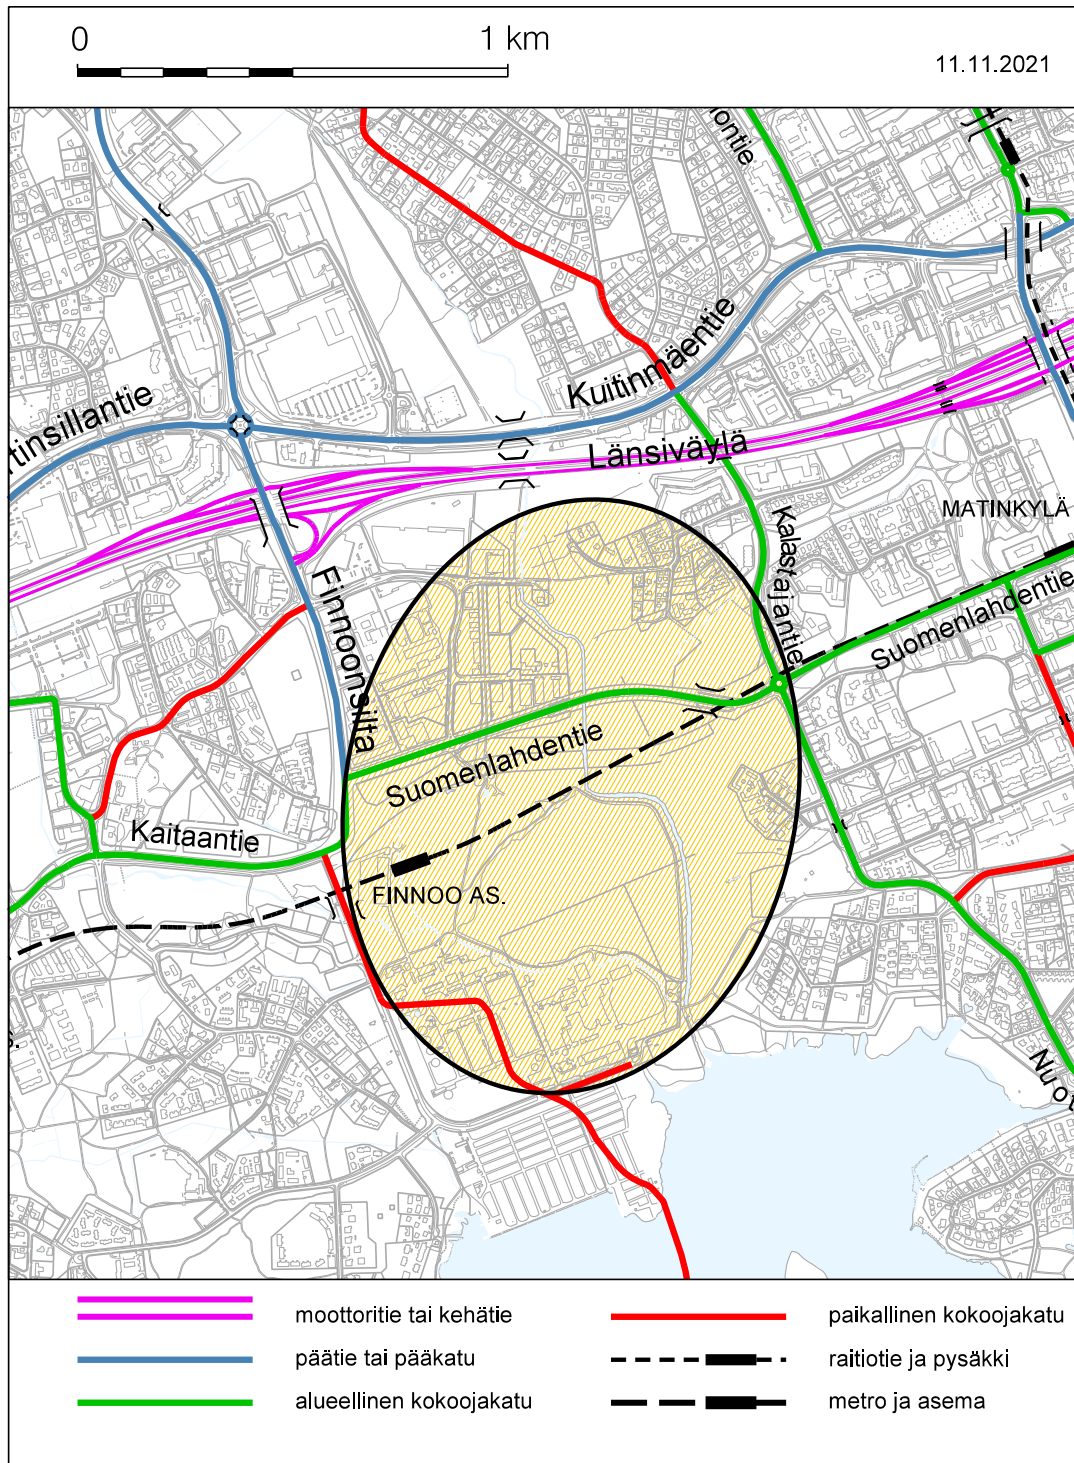 0
1 km
11.11.2021
Kuitinmäentie
Länsiväylä
MATINKYLÄ
Finnoonsilta
Kalastajantie
Suomenlahdentie
Suomenlahdentie
Kaitaantie
FINNOO AS.
moottoritie tai kehätie
paikallinen kokoojakatu
päätie tai pääkatu
raitiotie ja pysäkki
alueellinen kokoojakatu
metro ja asema